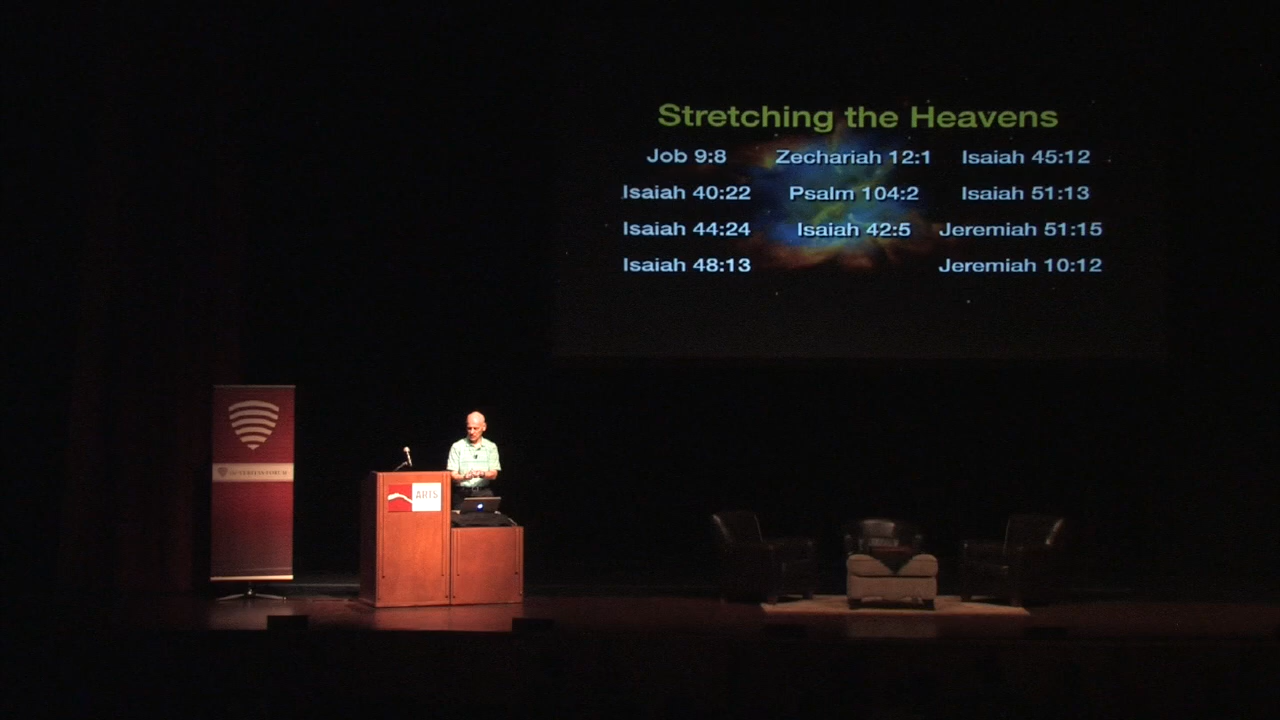 Stretching the Heavens
Job 9:8 Zechariah 12:1 Isaiah 45:12
Isaiah 40:22 Psalm 104:2 Isaiah 51:13
Isaiah 44:24 Isaiah 42:5 Jeremiah 51:15
Isaiah 48:13 Jeremiah 10:12
FORUM
ARTS